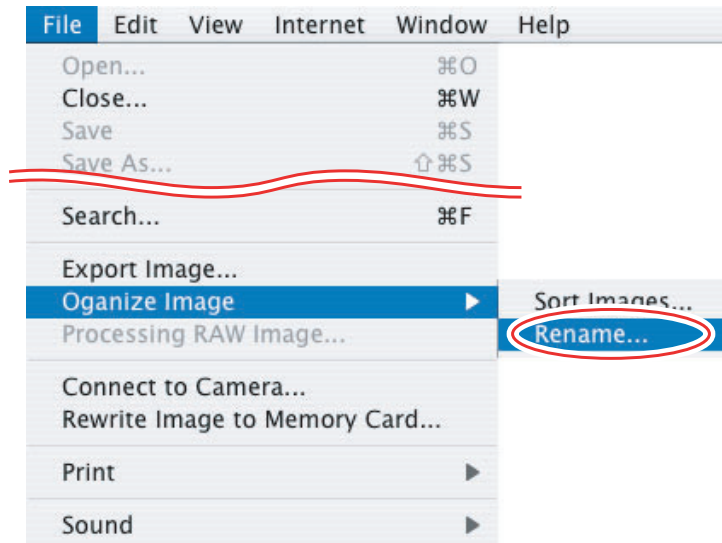 File Edit View Internet Window Help
Open... ⌘O
Close... ⌘W
Save ⌘S
Save As... ⇧⌘S
Search... ⌘F
Export Image...
Oganize Image ▶
Sort Images...
Processing RAW Image...
Rename...
Connect to Camera...
Rewrite Image to Memory Card...
Print ▶
Sound ▶